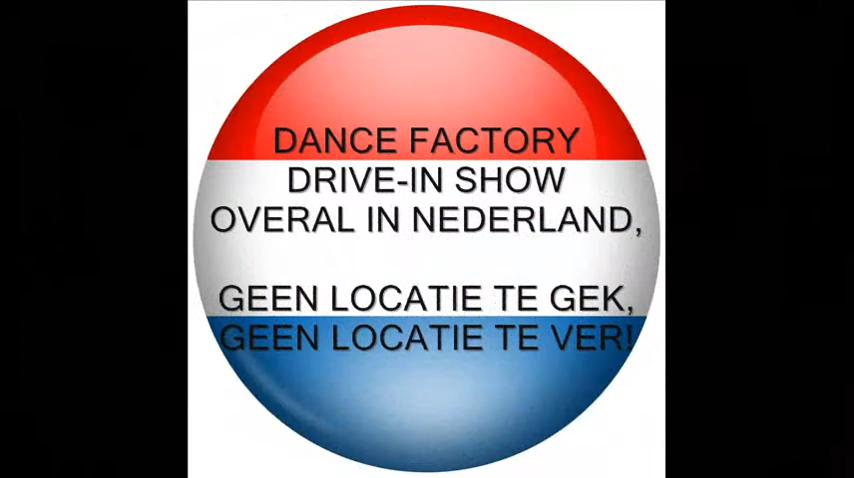 DANCE FACTORY
DRIVE-IN SHOW
OVERAL IN NEDERLAND,
GEEN LOCATIE TE GEK,
GEEN LOCATIE TE VER!